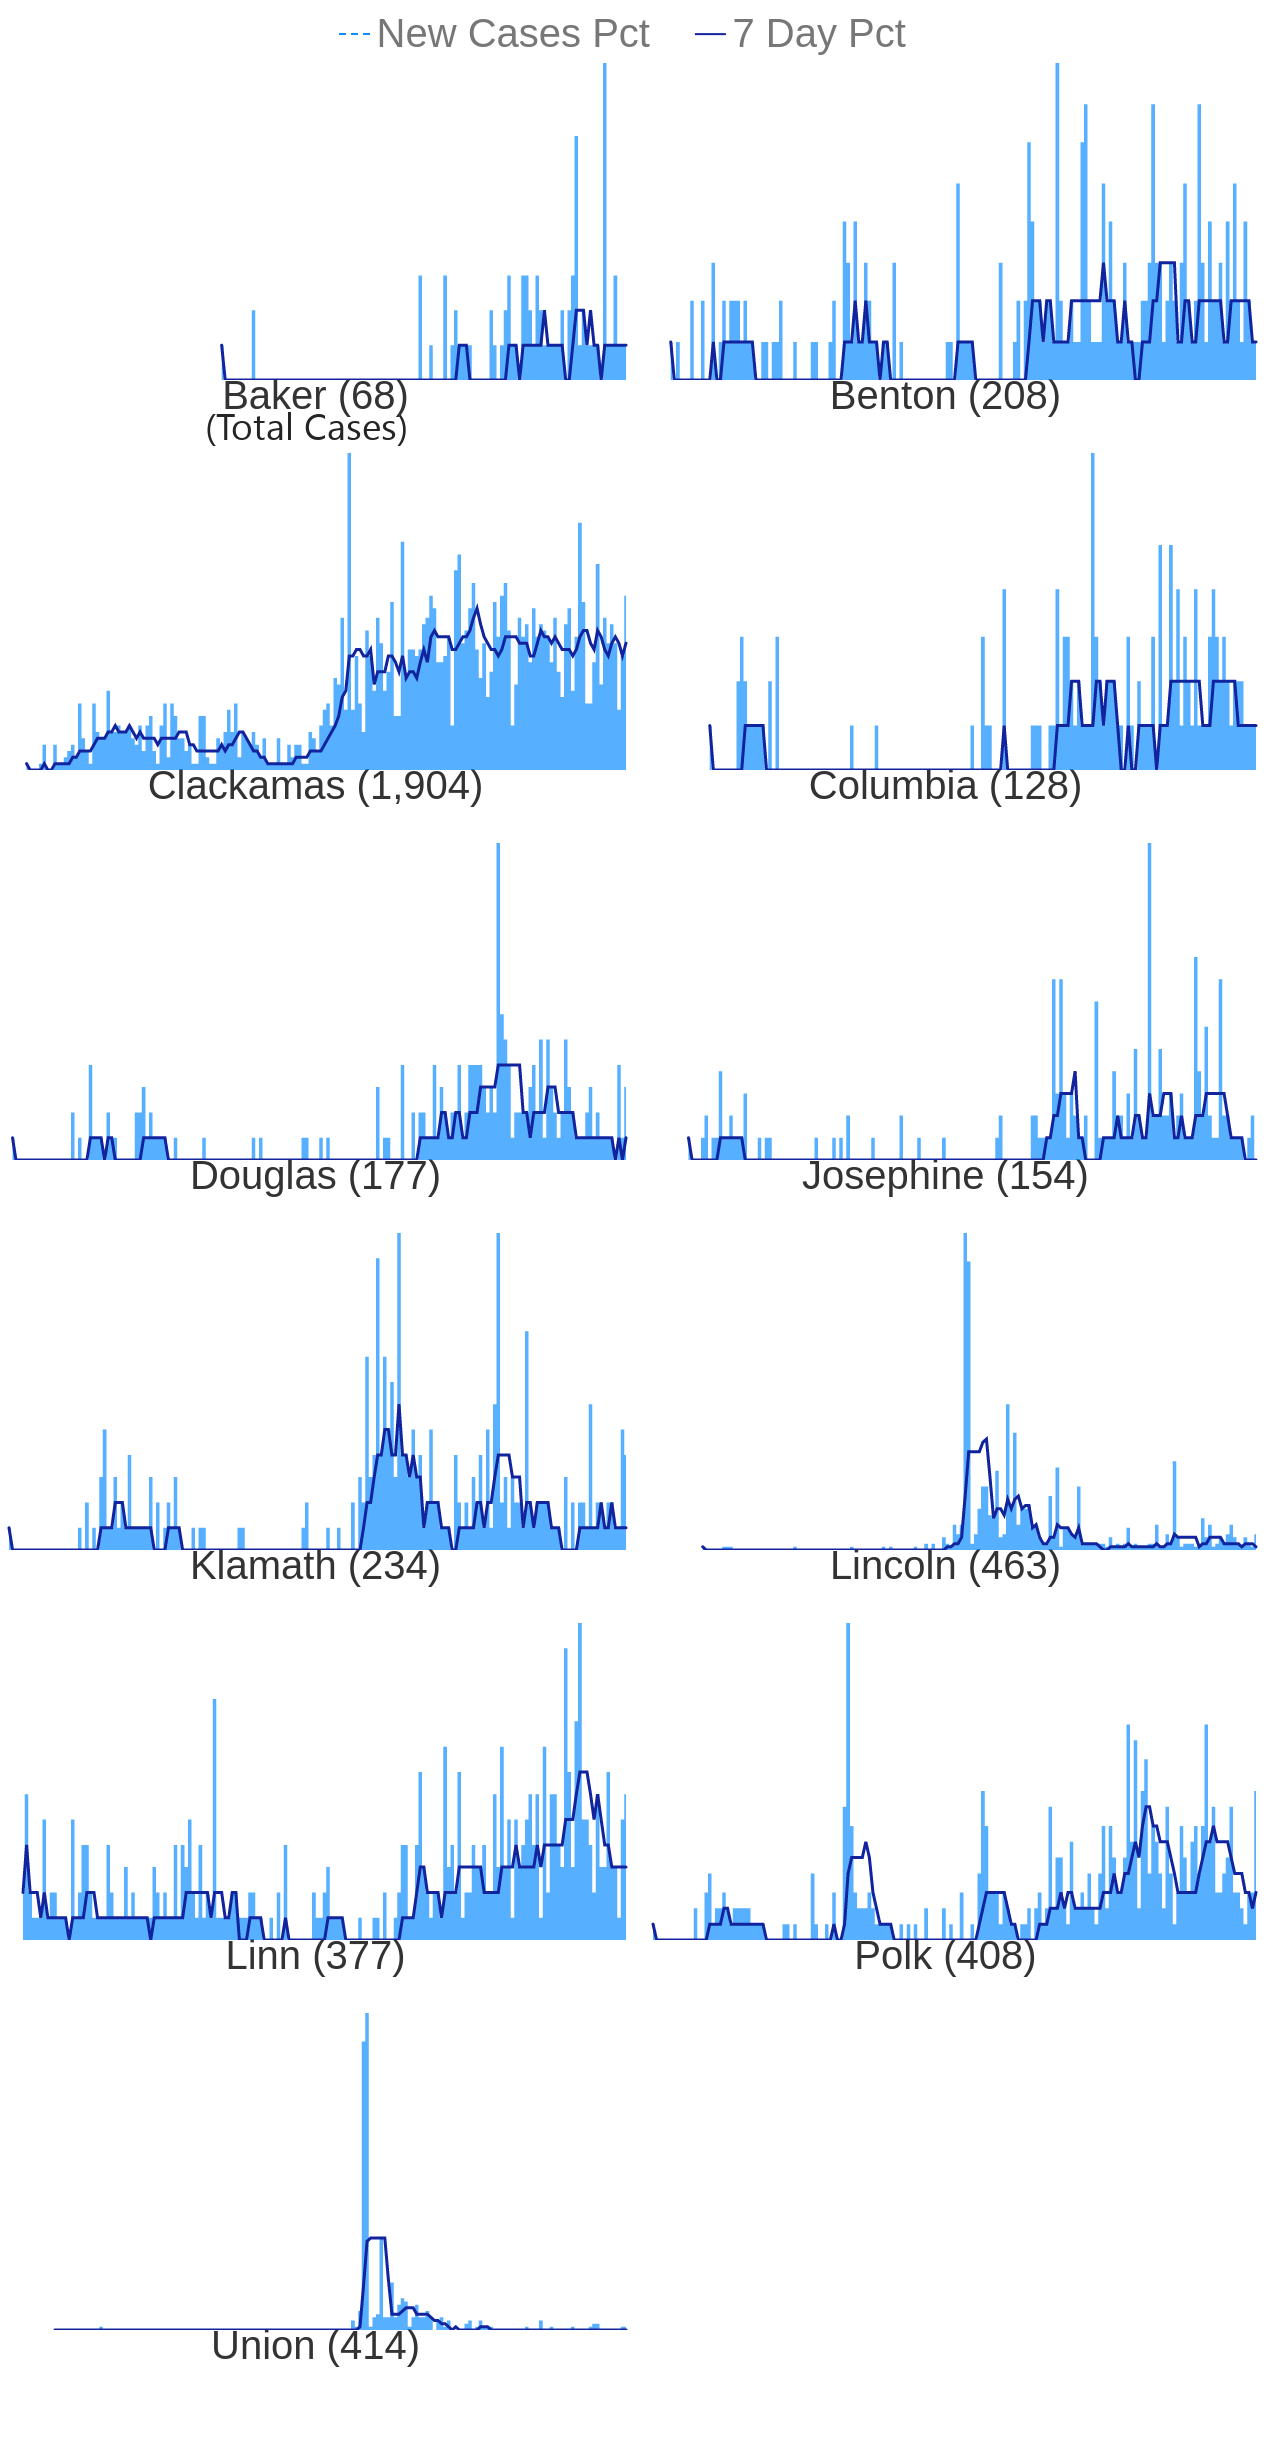 New Cases Pct 7 Day Pct
Baker (68) Benton (208)
(Total Cases)
Clackamas (1,904) Columbia (128)
Douglas (177) Josephine (154)
Klamath (234) Lincoln (463)
Linn (377) Polk (408)
Union (414)